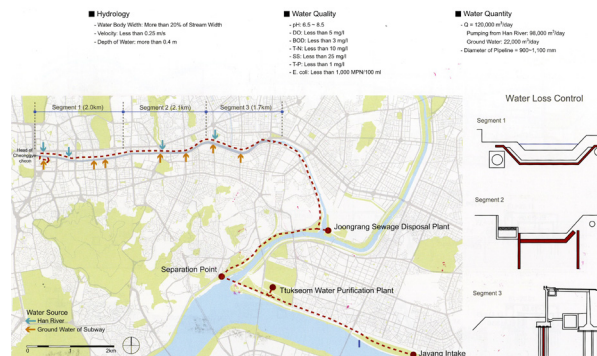 ■ Hydrology
- Water Body Width: More than 20% of Stream Width
- Velocity: Less than 0.25 m/s
- Depth of Water: more than 0.4 m
■ Water Quality
- pH: 6.5 ~ 8.5
- DO: Less than 5 mg/l
- BOD: Less than 3 mg/l
- T-N: Less than 10 mg/l
- SS: Less than 25 mg/l
- T-P: Less than 1 mg/l
- E. coli: Less than 1,000 MPN/100 ml
■ Water Quantity
- Q = 120,000 m³/day
Pumping from Han River: 98,000 m³/day
Ground Water: 22,000 m³/day
- Diameter of Pipeline = 900~1,100 mm
Segment 1 (2.0km)
Segment 2 (2.1km)
Segment 3 (1.7km)
Head of
Cheonggye-
cheon
Joongrang Sewage Disposal Plant
Separation Point
Ttukseom Water Purification Plant
Jayang Intake
Water Source
Han River
Ground Water of Subway
0
1
2km
Water Loss Control
Segment 1
Segment 2
Segment 3